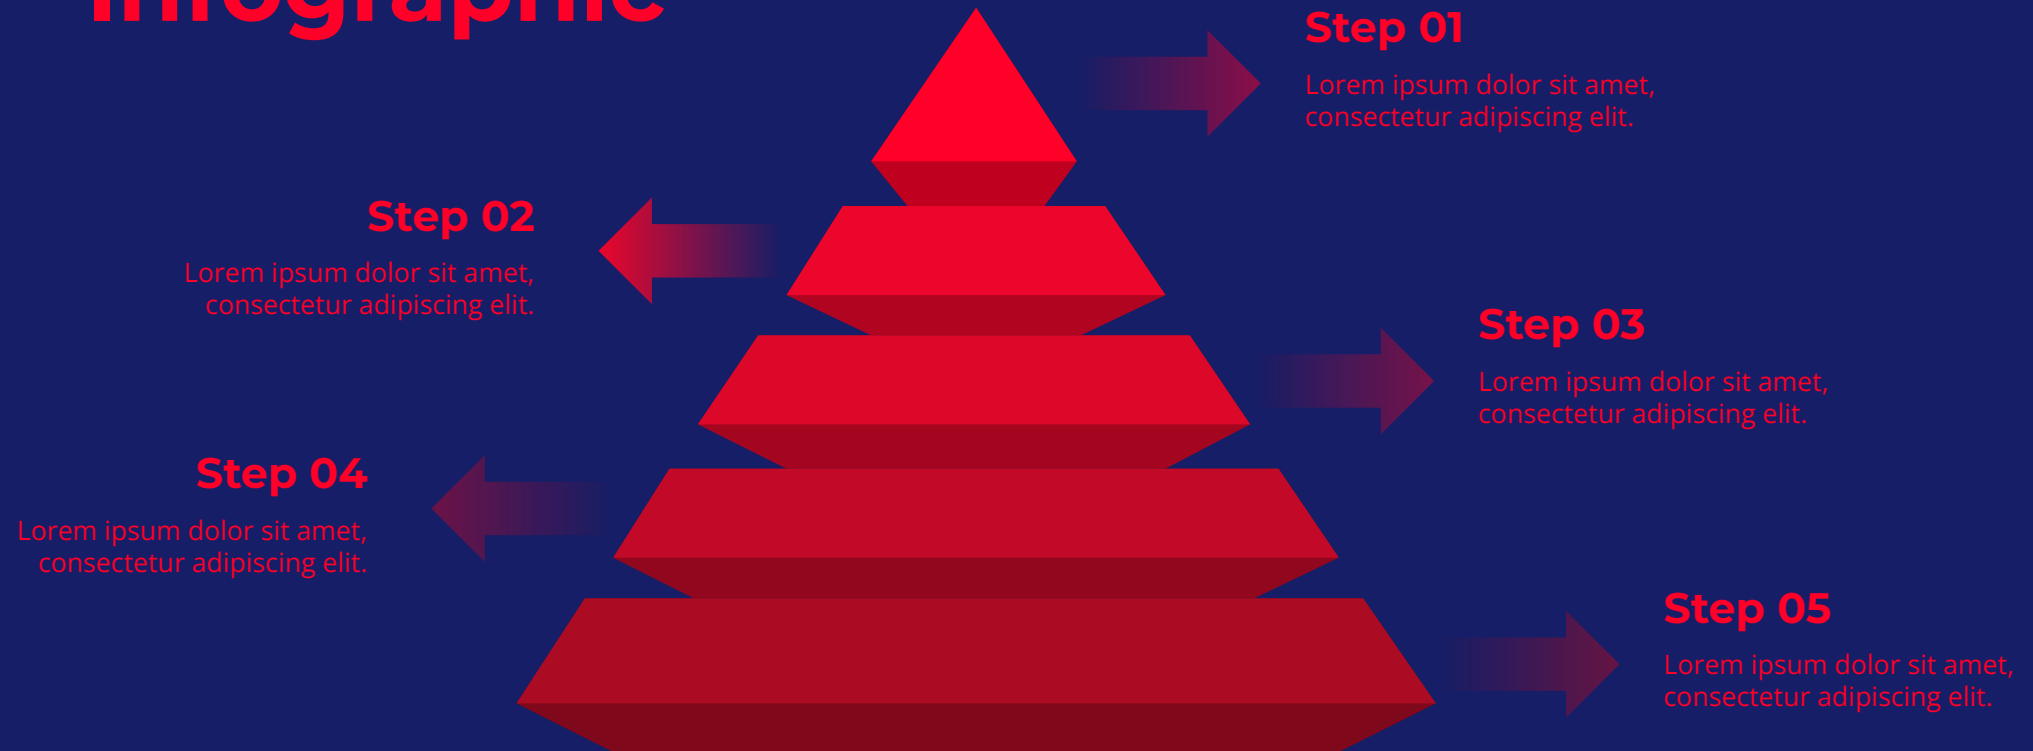 Infographic
Step 01
Lorem ipsum dolor sit amet,
consectetur adipiscing elit.
Step 02
Lorem ipsum dolor sit amet,
consectetur adipiscing elit.
Step 03
Lorem ipsum dolor sit amet,
consectetur adipiscing elit.
Step 04
Lorem ipsum dolor sit amet,
consectetur adipiscing elit.
Step 05
Lorem ipsum dolor sit amet,
consectetur adipiscing elit.